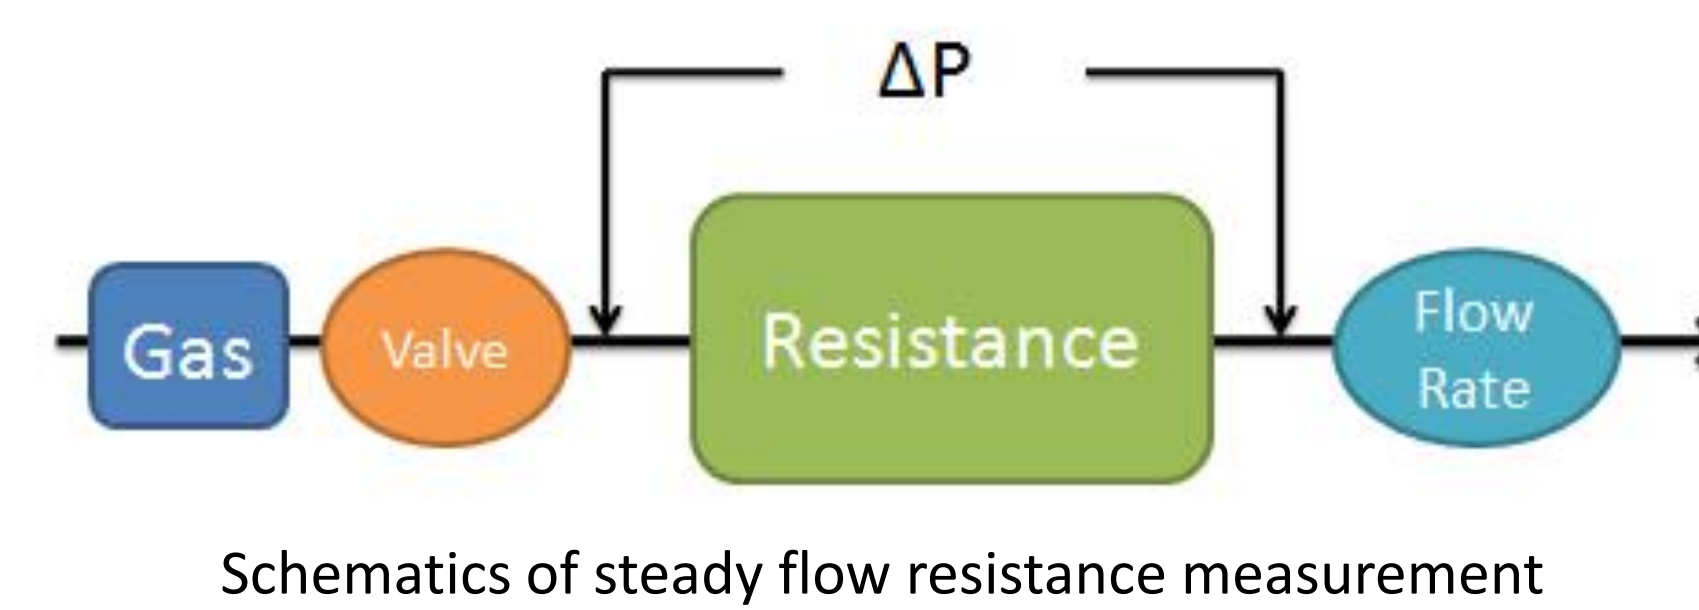 ΔP
Gas
Valve
Resistance
Flow
Rate
Schematics of steady flow resistance measurement